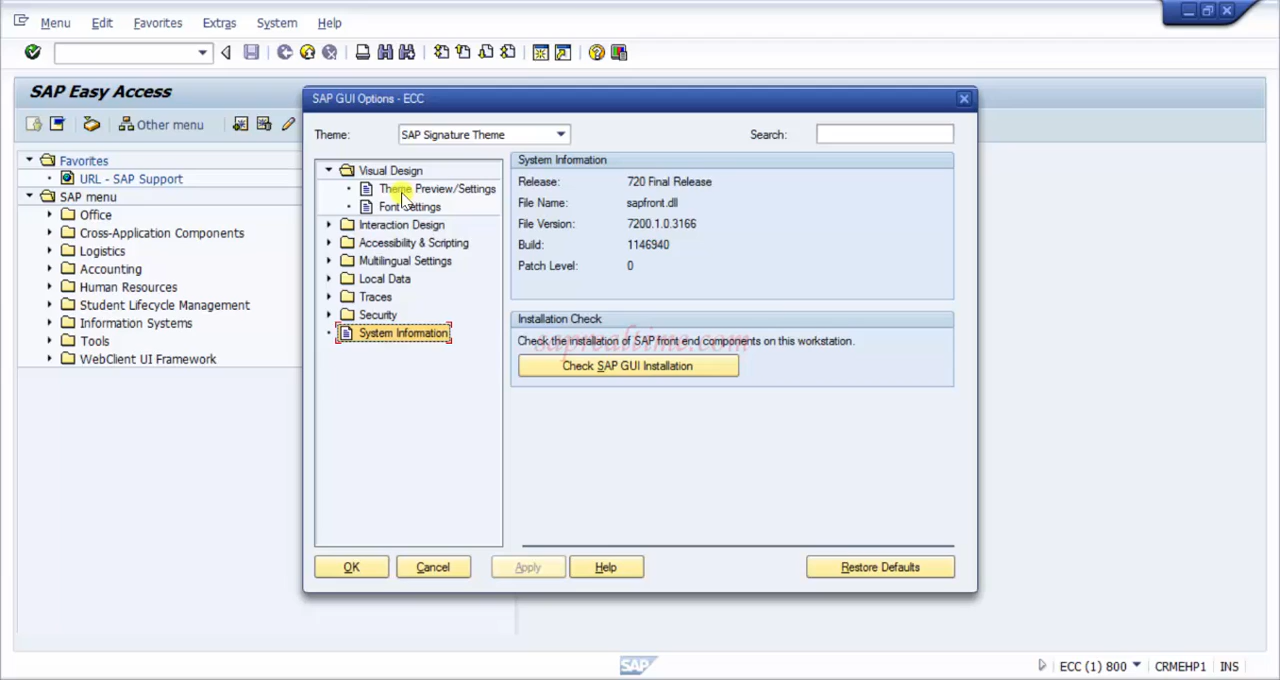 Menu Edit Favorites Extras System Help
SAP Easy Access
Other menu
Favorites
URL - SAP Support
SAP menu
Office
Cross-Application Components
Logistics
Accounting
Human Resources
Student Lifecycle Management
Information Systems
Tools
WebClient UI Framework
SAP GUI Options - ECC
Theme: SAP Signature Theme Search:
Visual Design
Theme Preview/Settings
Font Settings
Interaction Design
Accessibility & Scripting
Multilingual Settings
Local Data
Traces
Security
System Information
System Information
Release: 720 Final Release
File Name: sapfront.dll
File Version: 7200.1.0.3166
Build: 1146940
Patch Level: 0
Installation Check
Check the installation of SAP front end components on this workstation.
saprealtime.com
Check SAP GUI Installation
OK Cancel Apply Help Restore Defaults
SAP
ECC (1) 800 CRMEHP1 INS